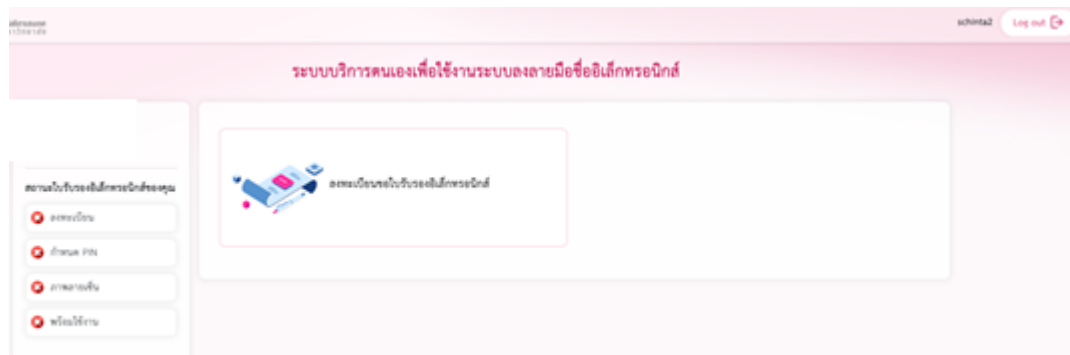 schinta2
Log out
ระบบบริการตนเองเพื่อใช้งานระบบลงลายมือชื่ออิเล็กทรอนิกส์
ลงทะเบียนขอใบรับรองอิเล็กทรอนิกส์
สถานะใบรับรองอิเล็กทรอนิกส์ของคุณ
ลงทะเบียน
กำหนด PIN
ภาพลายเซ็น
พร้อมใช้งาน